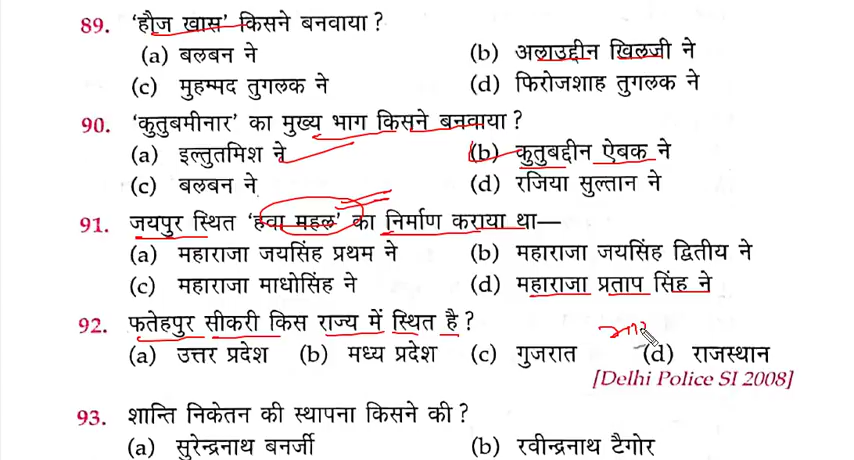 89. ‘हौज खास’ किसने बनवाया ?
(a) बलबन ने (b) अलाउद्दीन खिलजी ने
(c) मुहम्मद तुगलक ने (d) फिरोजशाह तुगलक ने
90. ‘कुतुबमीनार’ का मुख्य भाग किसने बनवाया ?
(a) इल्तुतमिश ने (b) कुतुबद्दीन ऐबक ने
(c) बलबन ने (d) रजिया सुल्तान ने
91. जयपुर स्थित ‘हवा महल’ का निर्माण कराया था—
(a) महाराजा जयसिंह प्रथम ने (b) महाराजा जयसिंह द्वितीय ने
(c) महाराजा माधोसिंह ने (d) महाराजा प्रताप सिंह ने
92. फतेहपुर सीकरी किस राज्य में स्थित है ?
(a) उत्तर प्रदेश (b) मध्य प्रदेश (c) गुजरात (d) राजस्थान
[Delhi Police SI 2008]
93. शान्ति निकेतन की स्थापना किसने की ?
(a) सुरेन्द्रनाथ बनर्जी (b) रवीन्द्रनाथ टैगोर